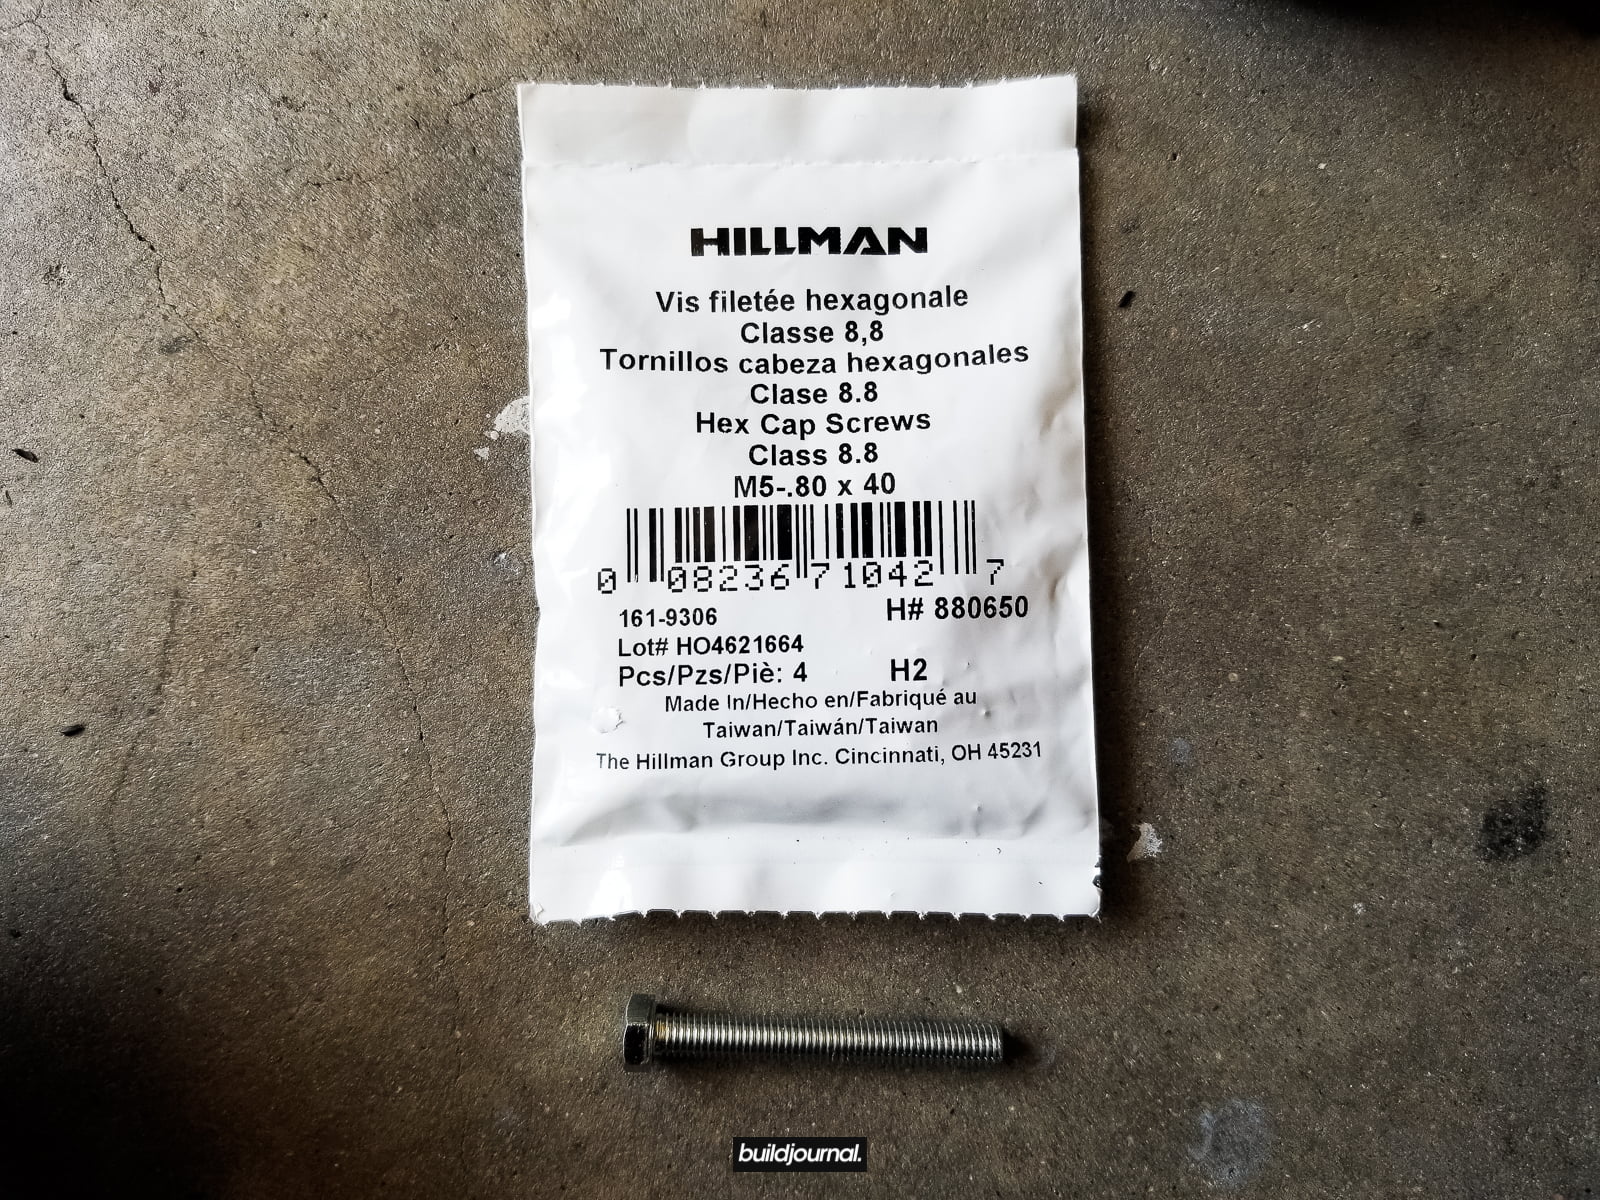 HILLMAN
Vis filetée hexagonale
Classe 8,8
Tornillos cabeza hexagonales
Clase 8.8
Hex Cap Screws
Class 8.8
M5-.80 x 40
0 08236 71042 7
161-9306 H# 880650
Lot# HO4621664
Pcs/Pzs/Piè: 4 H2
Made In/Hecho en/Fabriqué au
Taiwan/Taiwán/Taiwan
The Hillman Group Inc. Cincinnati, OH 45231
buildjournal.